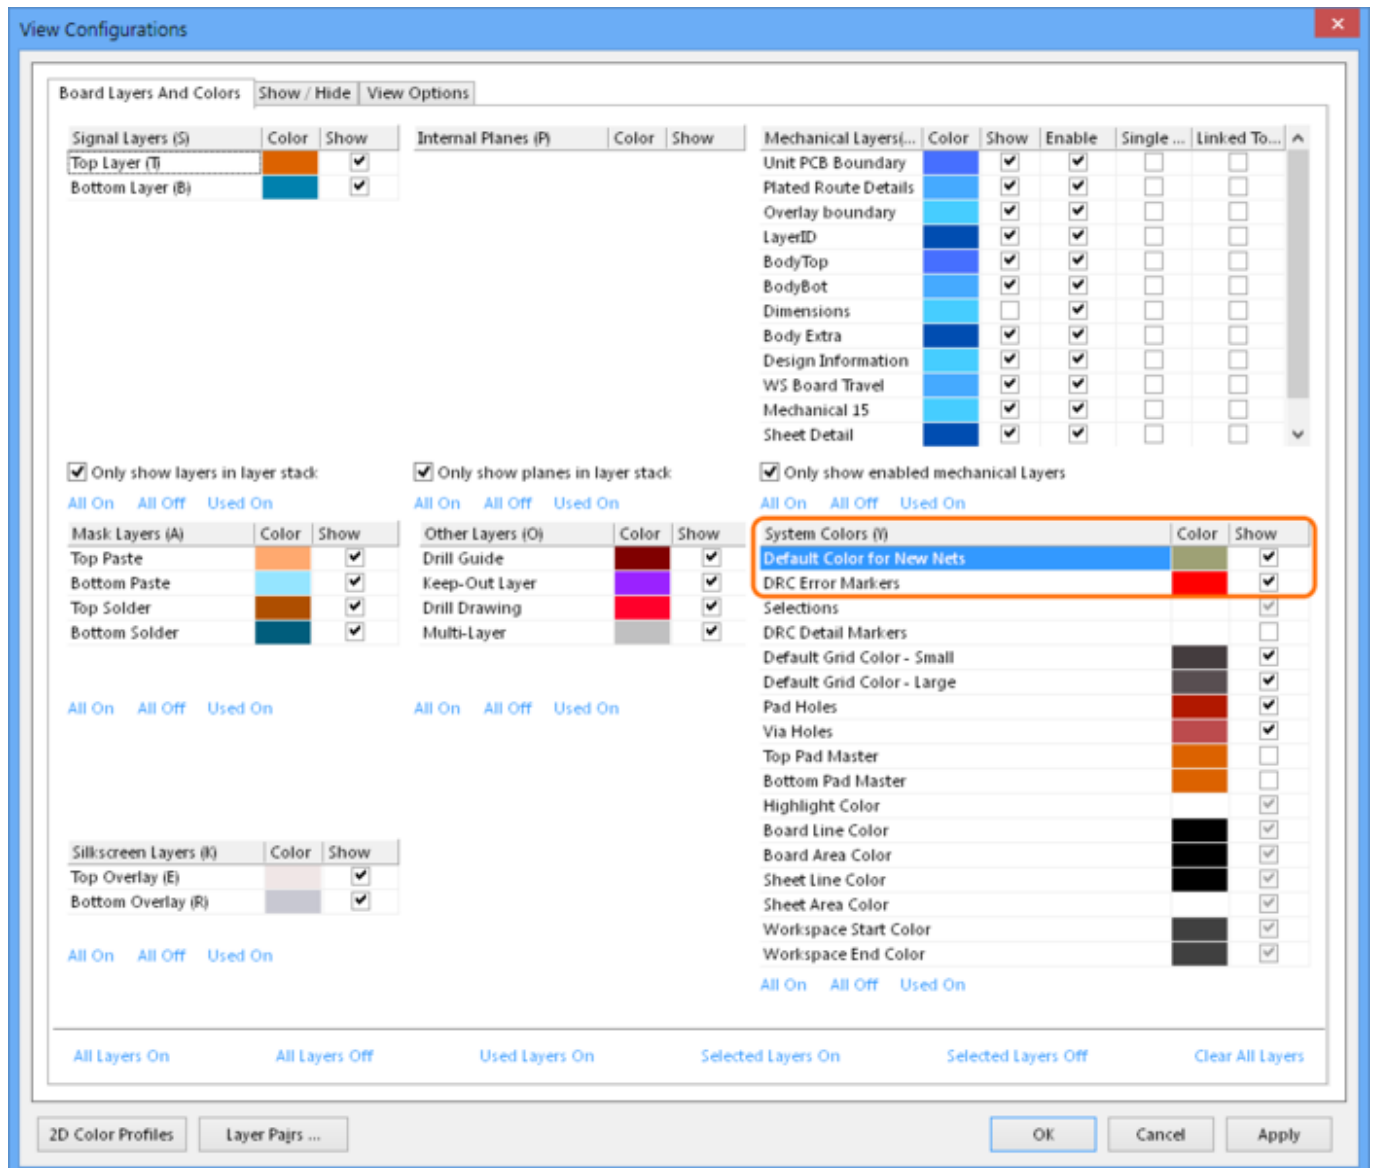 View Configurations
Board Layers And Colors Show / Hide View Options
Signal Layers (S) Color Show
Top Layer (T)
Bottom Layer (B)
Internal Planes (P) Color Show
Mechanical Layers(... Color Show Enable Single ... Linked To...
Unit PCB Boundary
Plated Route Details
Overlay boundary
LayerID
BodyTop
BodyBot
Dimensions
Body Extra
Design Information
WS Board Travel
Mechanical 15
Sheet Detail
Only show layers in layer stack
All On All Off Used On
Only show planes in layer stack
All On All Off Used On
Only show enabled mechanical Layers
All On All Off Used On
Mask Layers (A) Color Show
Top Paste
Bottom Paste
Top Solder
Bottom Solder
All On All Off Used On
Other Layers (O) Color Show
Drill Guide
Keep-Out Layer
Drill Drawing
Multi-Layer
All On All Off Used On
System Colors (Y) Color Show
Default Color for New Nets
DRC Error Markers
Selections
DRC Detail Markers
Default Grid Color - Small
Default Grid Color - Large
Pad Holes
Via Holes
Top Pad Master
Bottom Pad Master
Highlight Color
Board Line Color
Board Area Color
Sheet Line Color
Sheet Area Color
Workspace Start Color
Workspace End Color
All On All Off Used On
Silkscreen Layers (K) Color Show
Top Overlay (E)
Bottom Overlay (R)
All On All Off Used On
All Layers On All Layers Off Used Layers On Selected Layers On Selected Layers Off Clear All Layers
2D Color Profiles Layer Pairs ... OK Cancel Apply